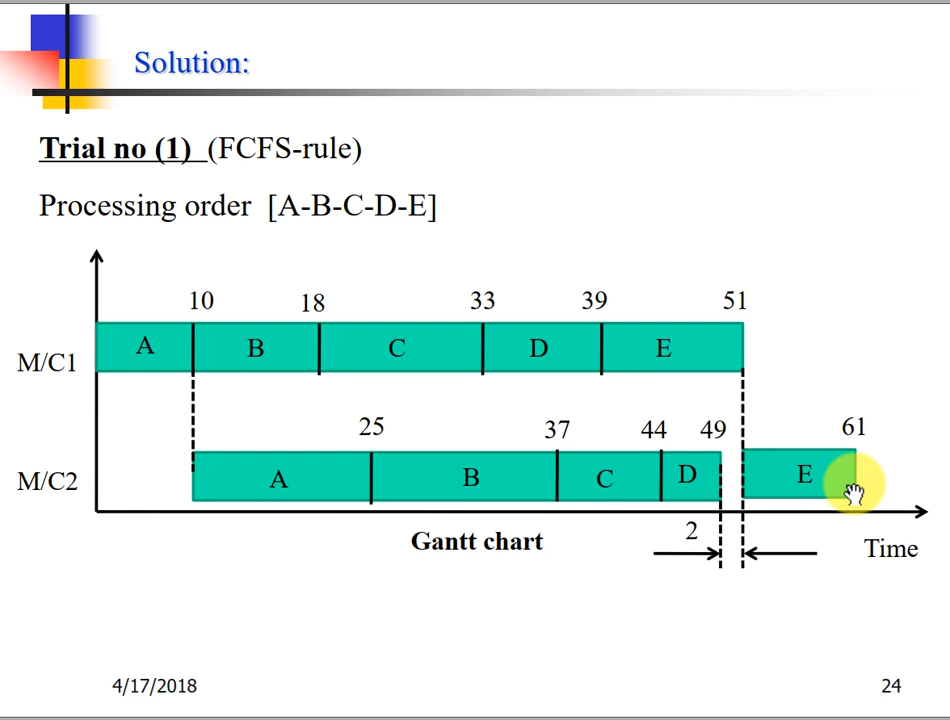 Solution:
Trial no (1) (FCFS-rule)
Processing order [A-B-C-D-E]
10 18 33 39 51
M/C1 A B C D E
25 37 44 49 61
M/C2 A B C D E
2
Gantt chart
Time
4/17/2018
24